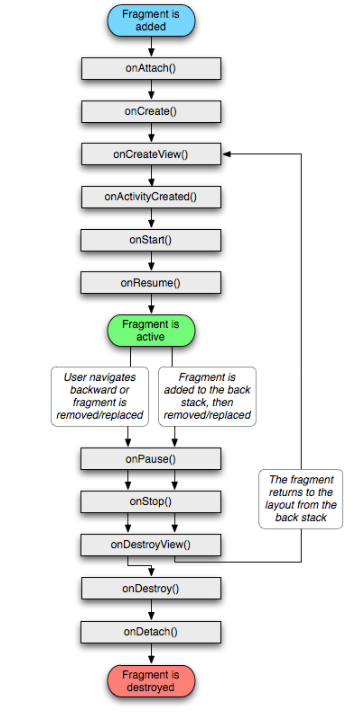 Fragment is
added
onAttach()
onCreate()
onCreateView()
onActivityCreated()
onStart()
onResume()
Fragment is
active
User navigates
backward or
fragment is
removed/replaced
Fragment is
added to the back
stack, then
removed/replaced
onPause()
onStop()
onDestroyView()
The fragment
returns to the
layout from the
back stack
onDestroy()
onDetach()
Fragment is
destroyed